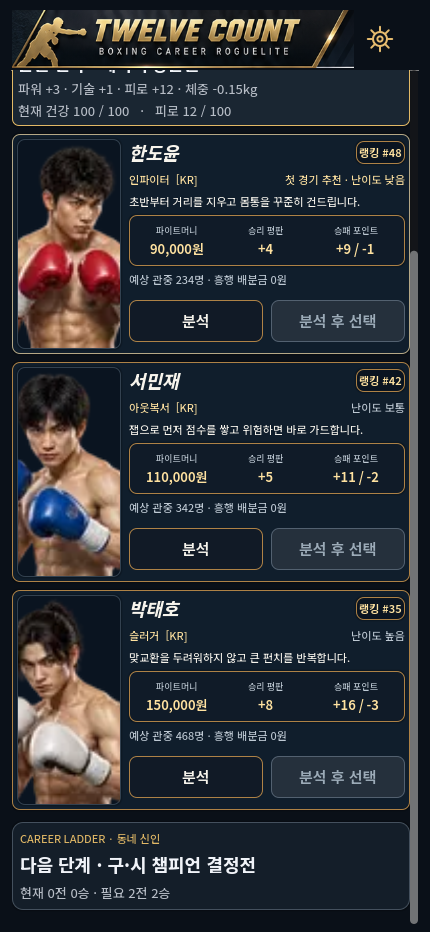 TWELVE COUNT
BOXING CAREER ROGUELITE
파워 +3 · 기술 +1 · 피로 +12 · 체중 -0.15kg
현재 건강 100 / 100 · 피로 12 / 100
한도윤 랭킹 #48
인파이터 [KR] 첫 경기 추천 · 난이도 낮음
초반부터 거리를 지우고 몸통을 꾸준히 건드립니다.
파이트머니 승리 평판 승패 포인트
90,000원 +4 +9 / -1
예상 관중 234명 · 흥행 배분금 0원
분석 분석 후 선택
서민재 랭킹 #42
아웃복서 [KR] 난이도 보통
잽으로 먼저 점수를 쌓고 위험하면 바로 가드합니다.
파이트머니 승리 평판 승패 포인트
110,000원 +5 +11 / -2
예상 관중 342명 · 흥행 배분금 0원
분석 분석 후 선택
박태호 랭킹 #35
슬러거 [KR] 난이도 높음
맞교환을 두려워하지 않고 큰 펀치를 반복합니다.
파이트머니 승리 평판 승패 포인트
150,000원 +8 +16 / -3
예상 관중 468명 · 흥행 배분금 0원
분석 분석 후 선택
CAREER LADDER · 동네 신인
다음 단계 · 구·시 챔피언 결정전
현재 0전 0승 · 필요 2전 2승